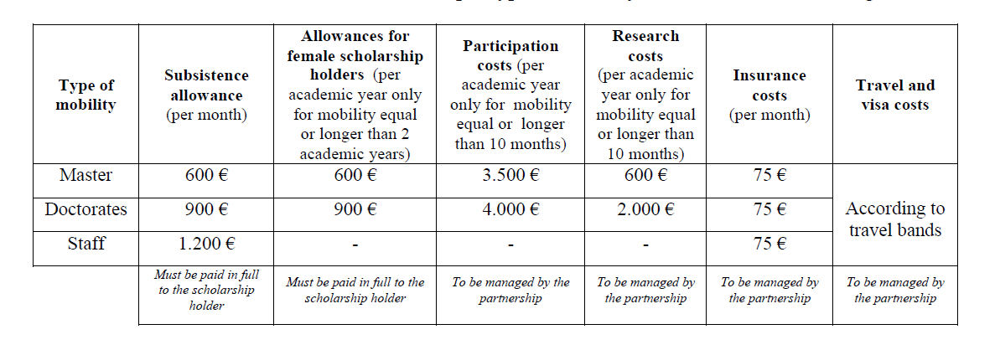 Type of
mobility
Subsistence
allowance
(per month)
Allowances for
female scholarship
holders (per
academic year only
for mobility equal
or longer than 2
academic years)
Participation
costs (per
academic year
only for mobility
equal or longer
than 10 months)
Research
costs
(per academic
year only for
mobility equal
or longer than
10 months)
Insurance
costs
(per month)
Travel and
visa costs
Master
600 €
600 €
3.500 €
600 €
75 €
Doctorates
900 €
900 €
4.000 €
2.000 €
75 €
According to
travel bands
Staff
1.200 €
-
-
-
75 €
Must be paid in full
to the scholarship
holder
Must be paid in full to the
scholarship holder
To be managed by the
partnership
To be managed by
the partnership
To be managed by
the partnership
To be managed by
the partnership